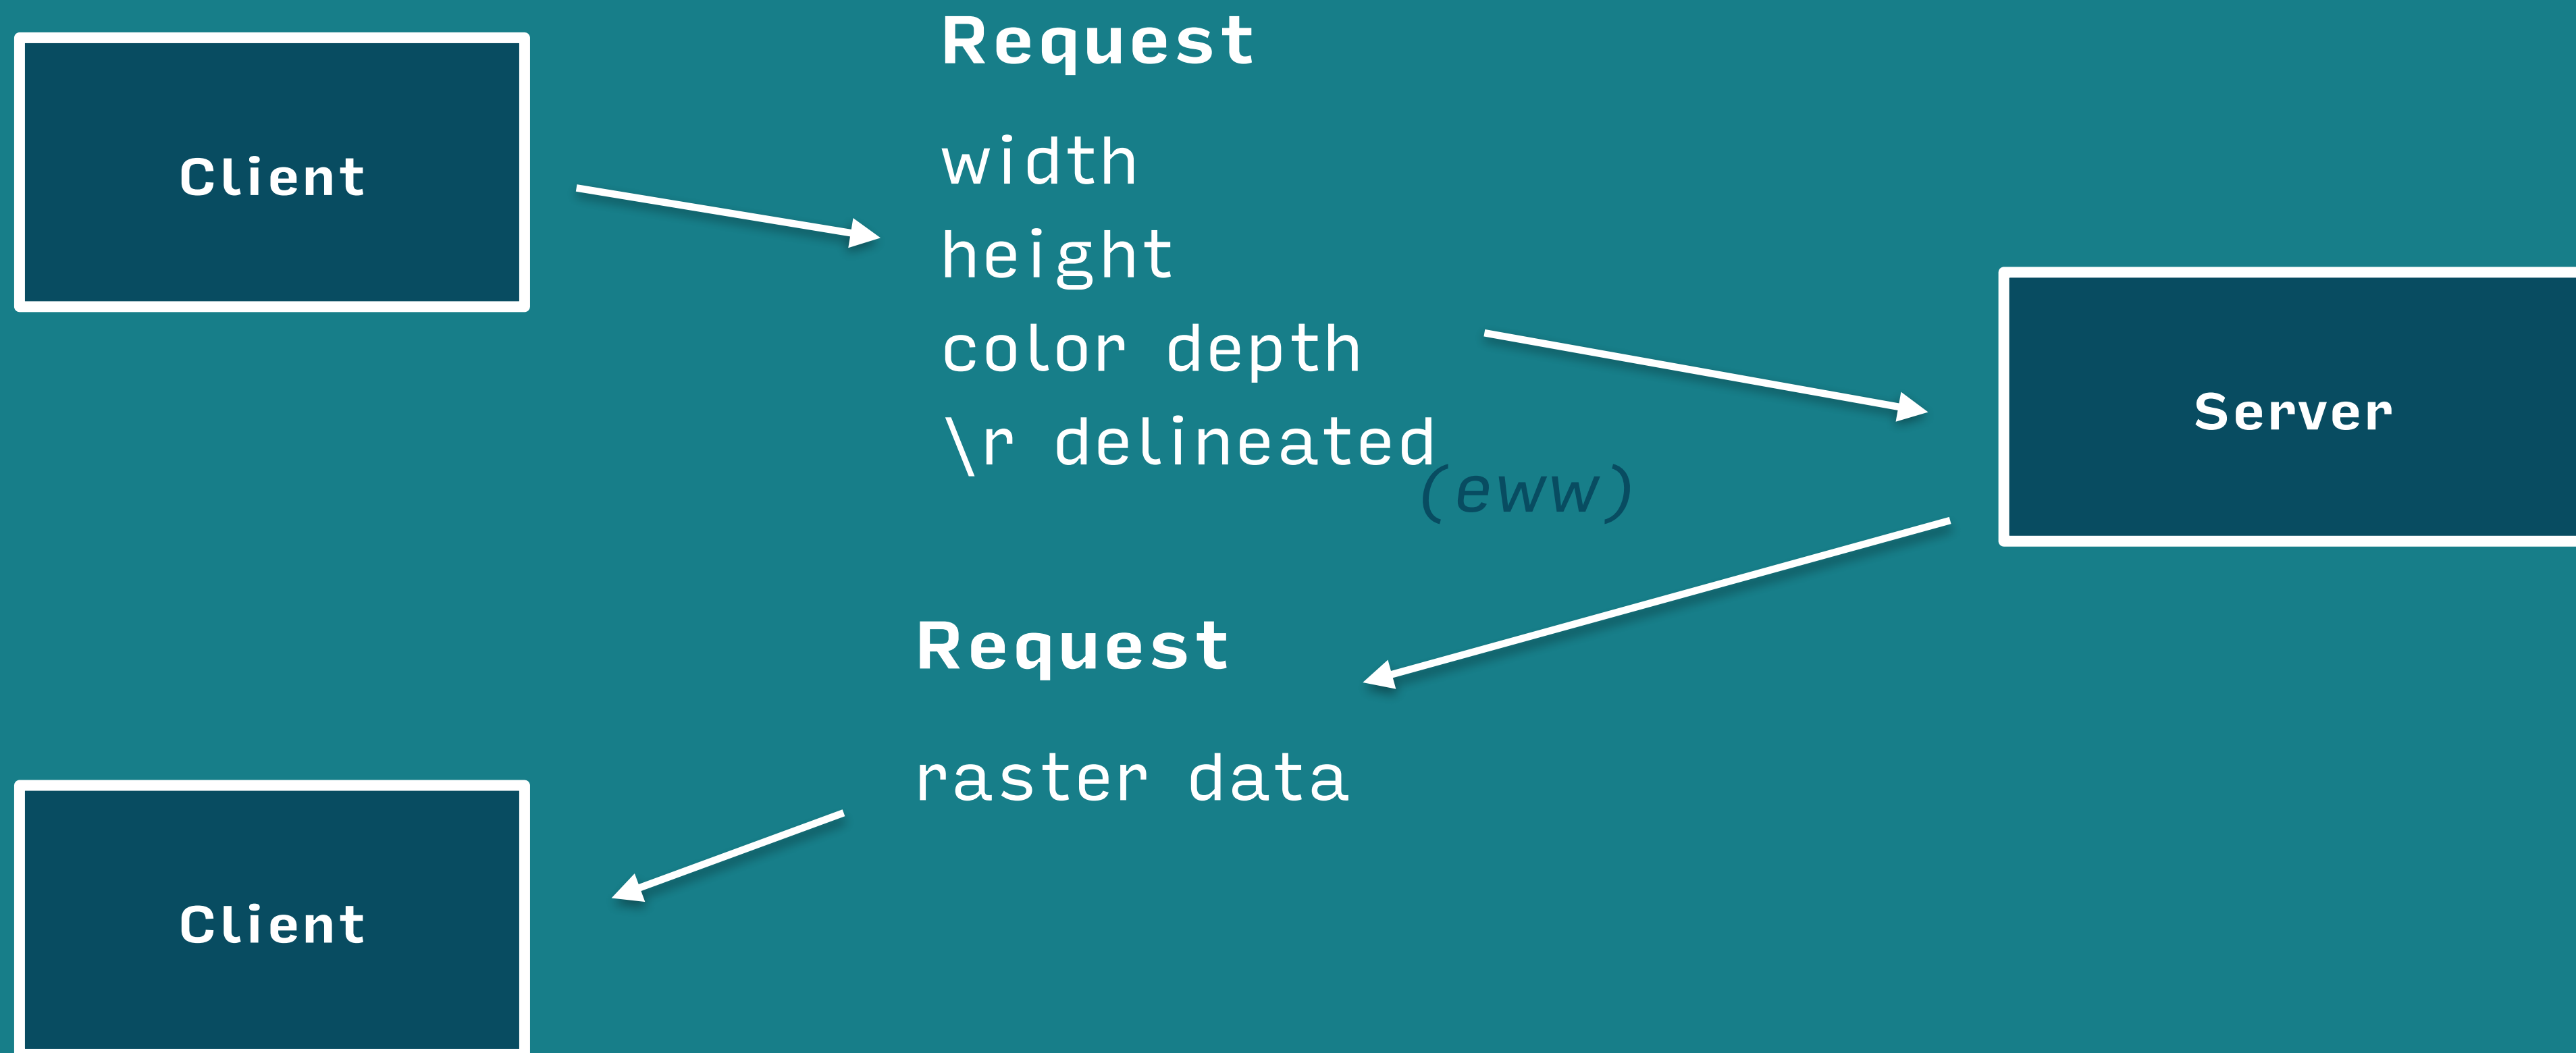 Request
Client
width
height
color depth
\r delineated
(eww)
Server
Request
raster data
Client